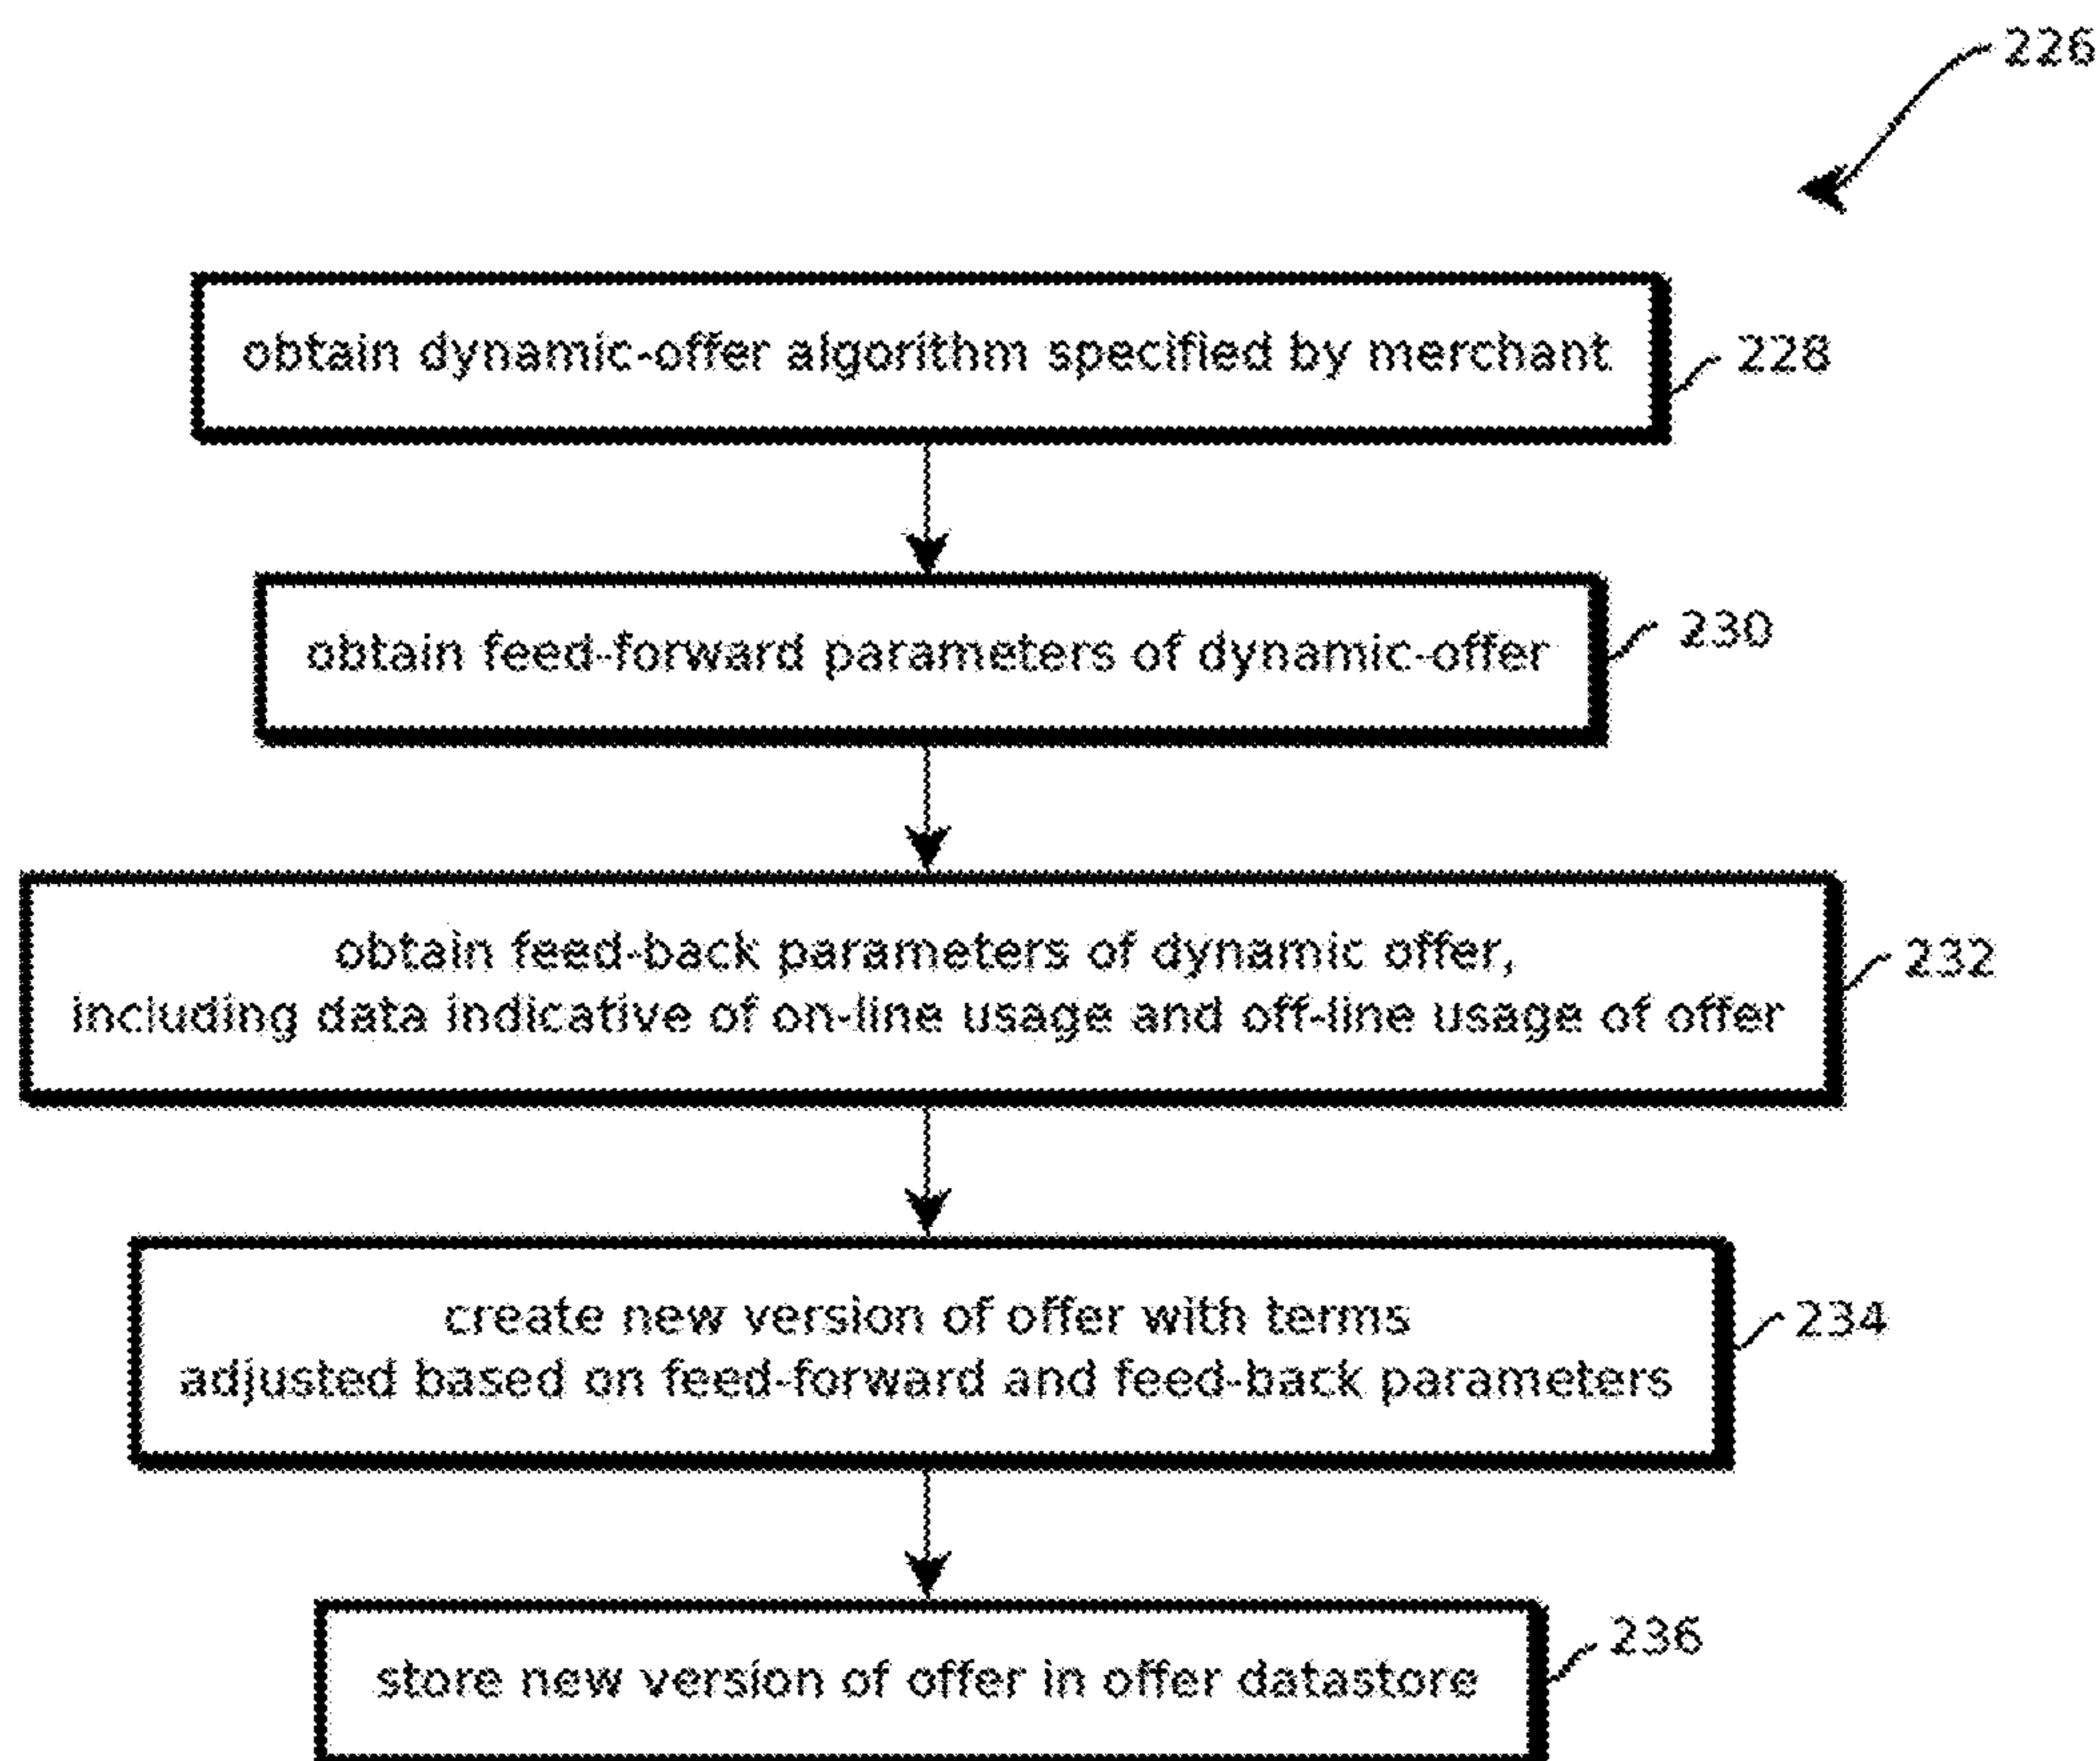 226
obtain dynamic-offer algorithm specified by merchant
228
obtain feed-forward parameters of dynamic-offer
230
obtain feed-back parameters of dynamic offer,
including data indicative of on-line usage and off-line usage of offer
232
create new version of offer with terms
adjusted based on feed-forward and feed-back parameters
234
store new version of offer in offer datastore
236